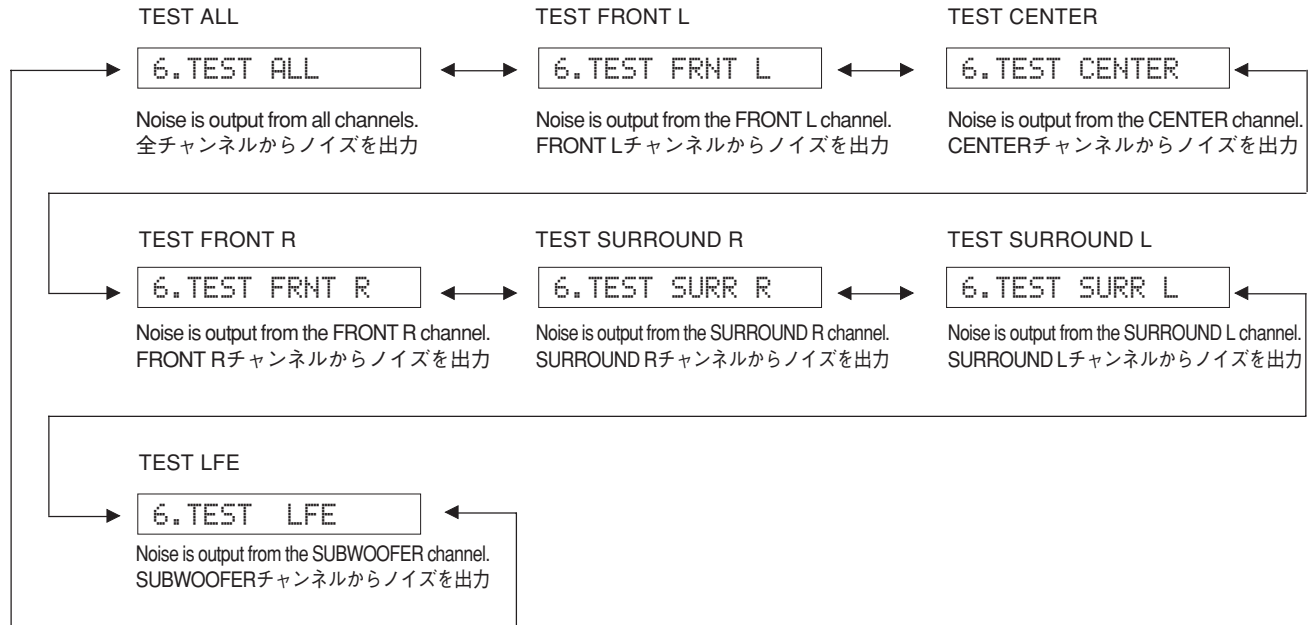 TEST ALL
6.TEST ALL
Noise is output from all channels.
全チャンネルからノイズを出力
TEST FRONT L
6.TEST FRNT L
Noise is output from the FRONT L channel.
FRONT Lチャンネルからノイズを出力
TEST CENTER
6.TEST CENTER
Noise is output from the CENTER channel.
CENTERチャンネルからノイズを出力
TEST FRONT R
6.TEST FRNT R
Noise is output from the FRONT R channel.
FRONT Rチャンネルからノイズを出力
TEST SURROUND R
6.TEST SURR R
Noise is output from the SURROUND R channel.
SURROUND Rチャンネルからノイズを出力
TEST SURROUND L
6.TEST SURR L
Noise is output from the SURROUND L channel.
SURROUND Lチャンネルからノイズを出力
TEST LFE
6.TEST LFE
Noise is output from the SUBWOOFER channel.
SUBWOOFERチャンネルからノイズを出力